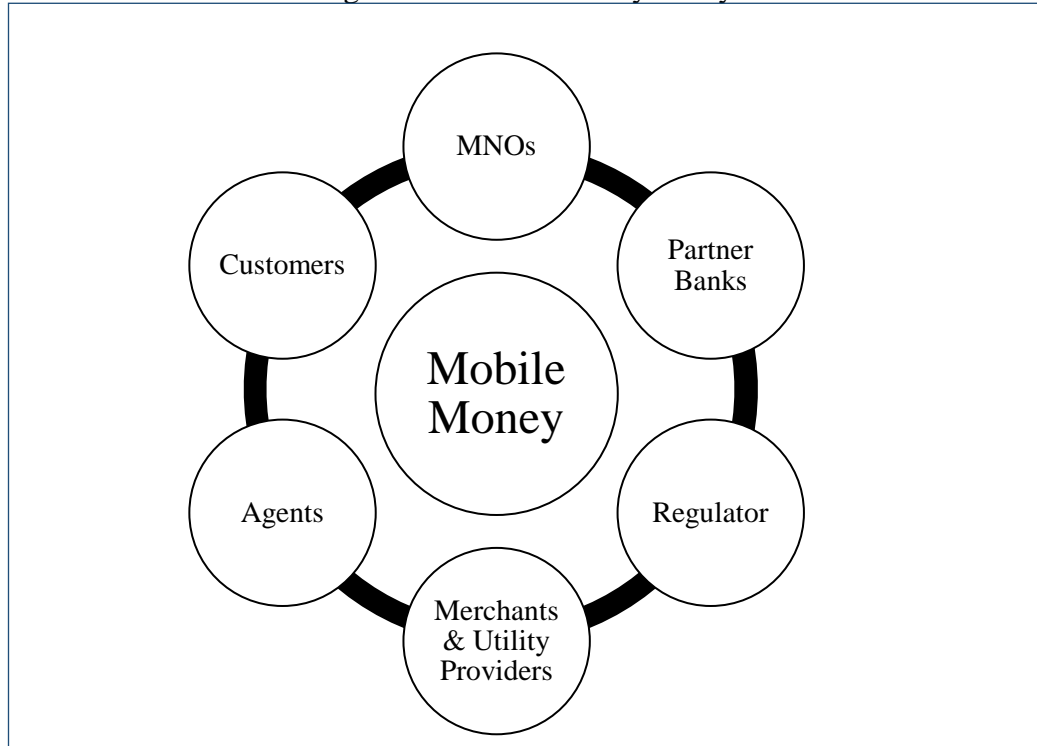 MNOs
Partner
Banks
Customers
Mobile
Money
Agents
Regulator
Merchants
& Utility
Providers